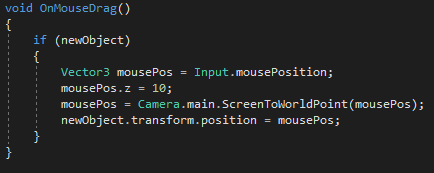 void OnMouseDrag()
{
if (newObject)
{
Vector3 mousePos = Input.mousePosition;
mousePos.z = 10;
mousePos = Camera.main.ScreenToWorldPoint(mousePos);
newObject.transform.position = mousePos;
}
}